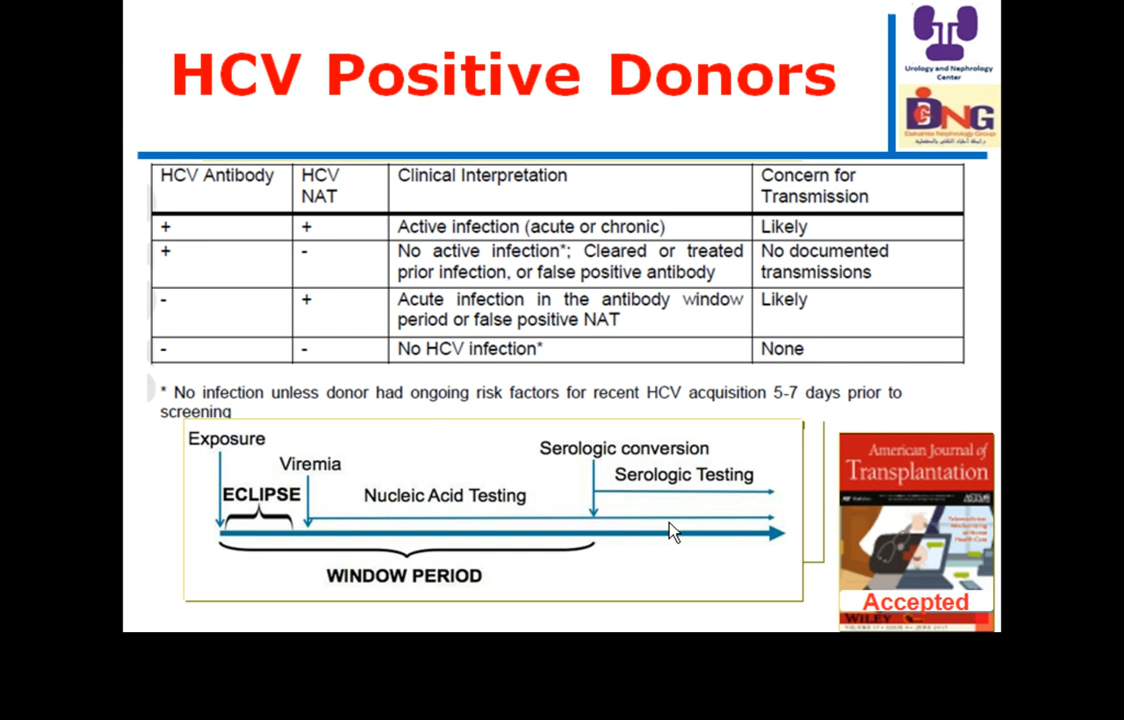 HCV Positive Donors
Urology and Nephrology
Center
DCNG
Dakahlia Nephrology Group
HCV Antibody
HCV
NAT
Clinical Interpretation
Concern for
Transmission
+
+
Active infection (acute or chronic)
Likely
+
-
No active infection*; Cleared or treated
prior infection, or false positive antibody
No documented
transmissions
-
+
Acute infection in the antibody window
period or false positive NAT
Likely
-
-
No HCV infection*
None
* No infection unless donor had ongoing risk factors for recent HCV acquisition 5-7 days prior to
screening
Exposure
Viremia
Serologic conversion
Serologic Testing
ECLIPSE
Nucleic Acid Testing
WINDOW PERIOD
American Journal of
Transplantation
Accepted
WILEY